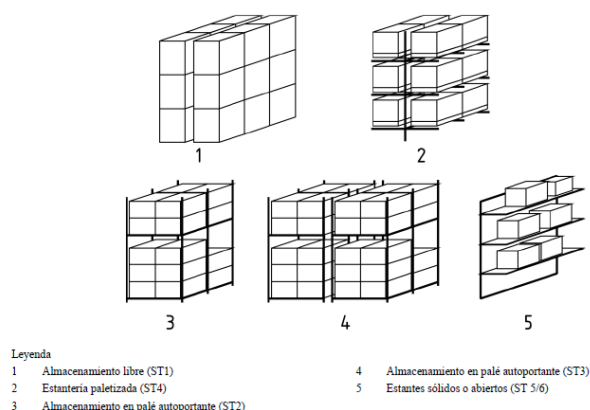 1
2
3
4
5
Leyenda
1 Almacenamiento libre (ST1)
2 Estantería paletizada (ST4)
3 Almacenamiento en palé autoportante (ST2)
4 Almacenamiento en palé autoportante (ST3)
5 Estantes sólidos o abiertos (ST 5/6)